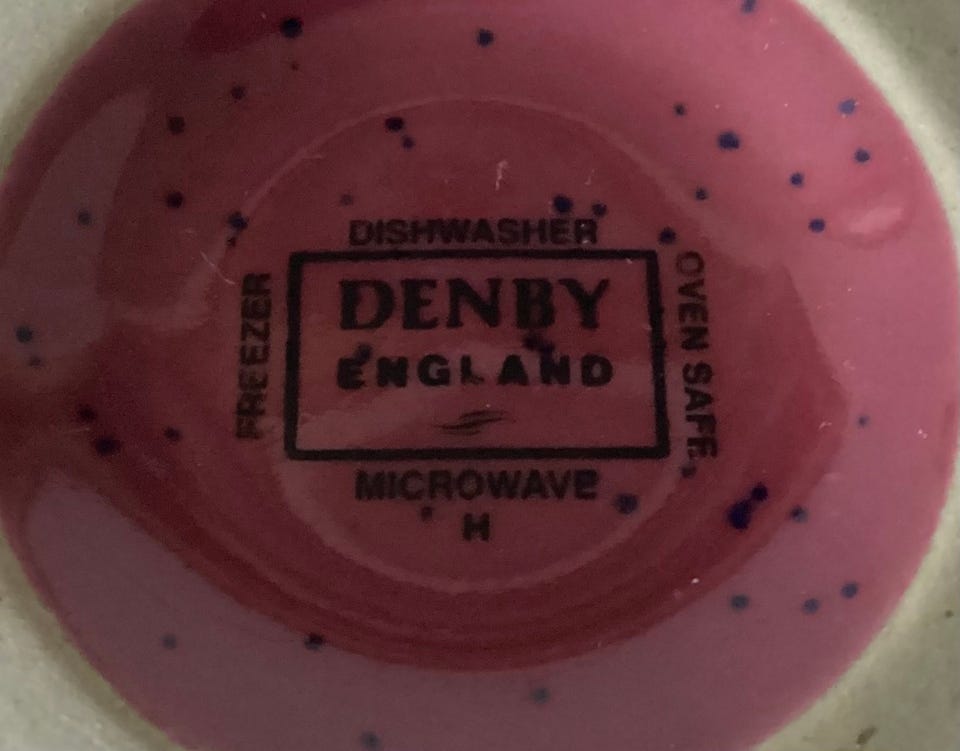 DISHWASHER
FREEZER
DENBY
ENGLAND
OVEN SAFE
MICROWAVE
H